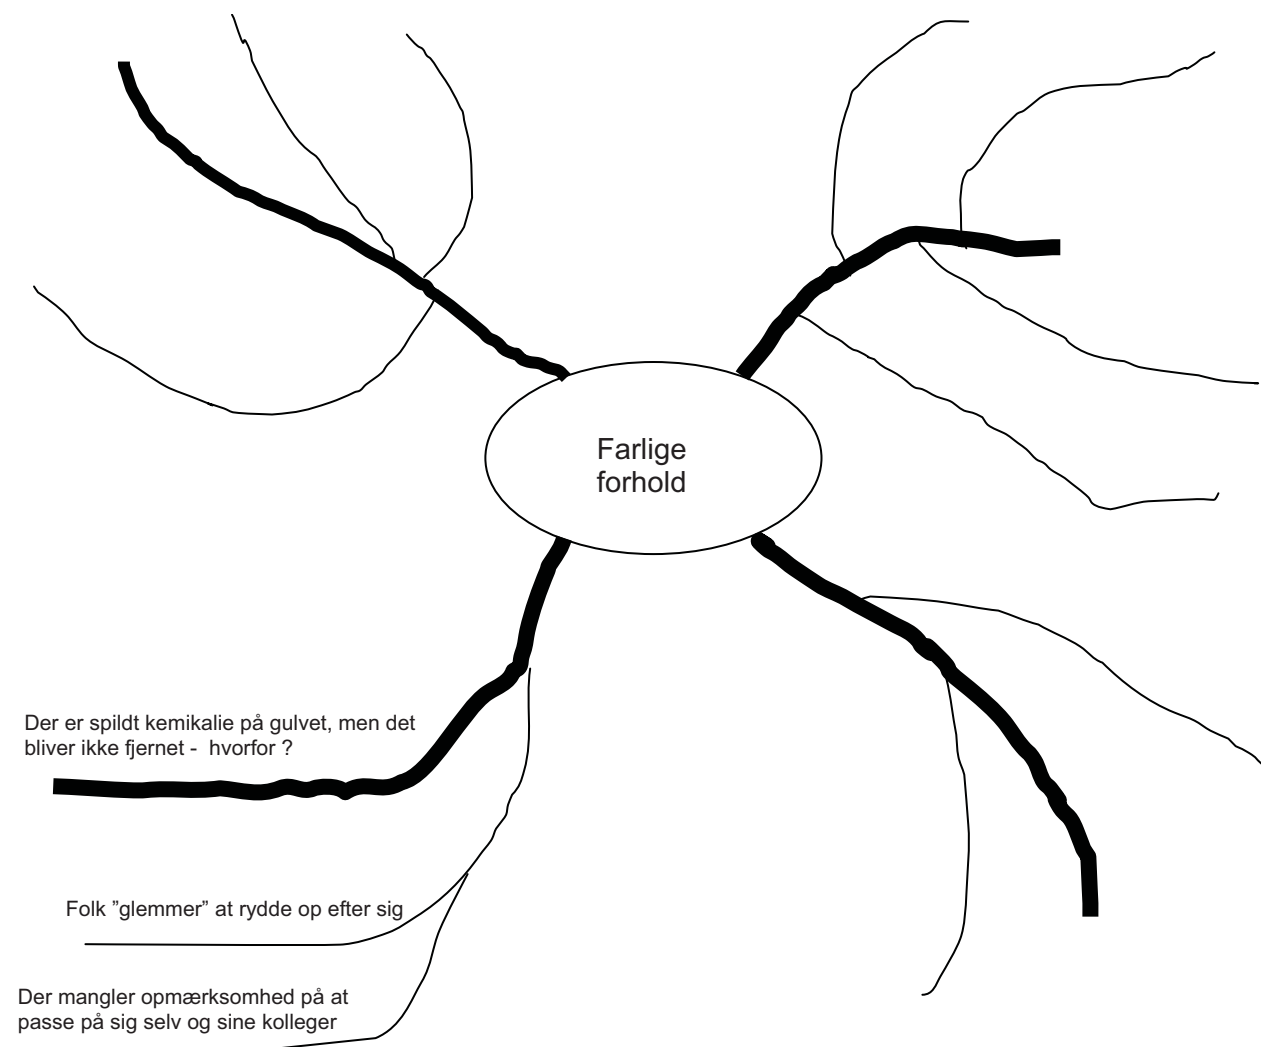 Farlige
forhold
Der er spildt kemikalie på gulvet, men det
bliver ikke fjernet -  hvorfor ?
Folk ”glemmer” at rydde op efter sig
Der mangler opmærksomhed på at
passe på sig selv og sine kolleger